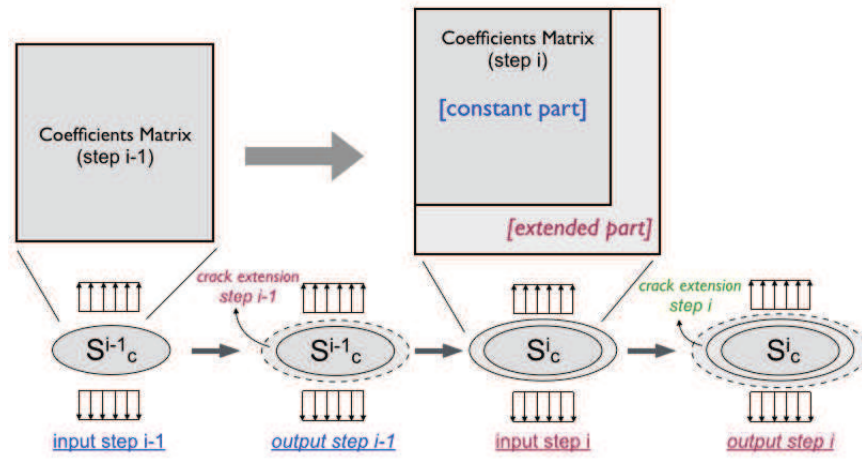 Coefficients Matrix
(step i-1)
Coefficients Matrix
(step i)
[constant part]
[extended part]
crack extension
step i-1
crack extension
step i
S^{i-1}_c
S^{i-1}_c
S^i_c
S^i_c
input step i-1
output step i-1
input step i
output step i